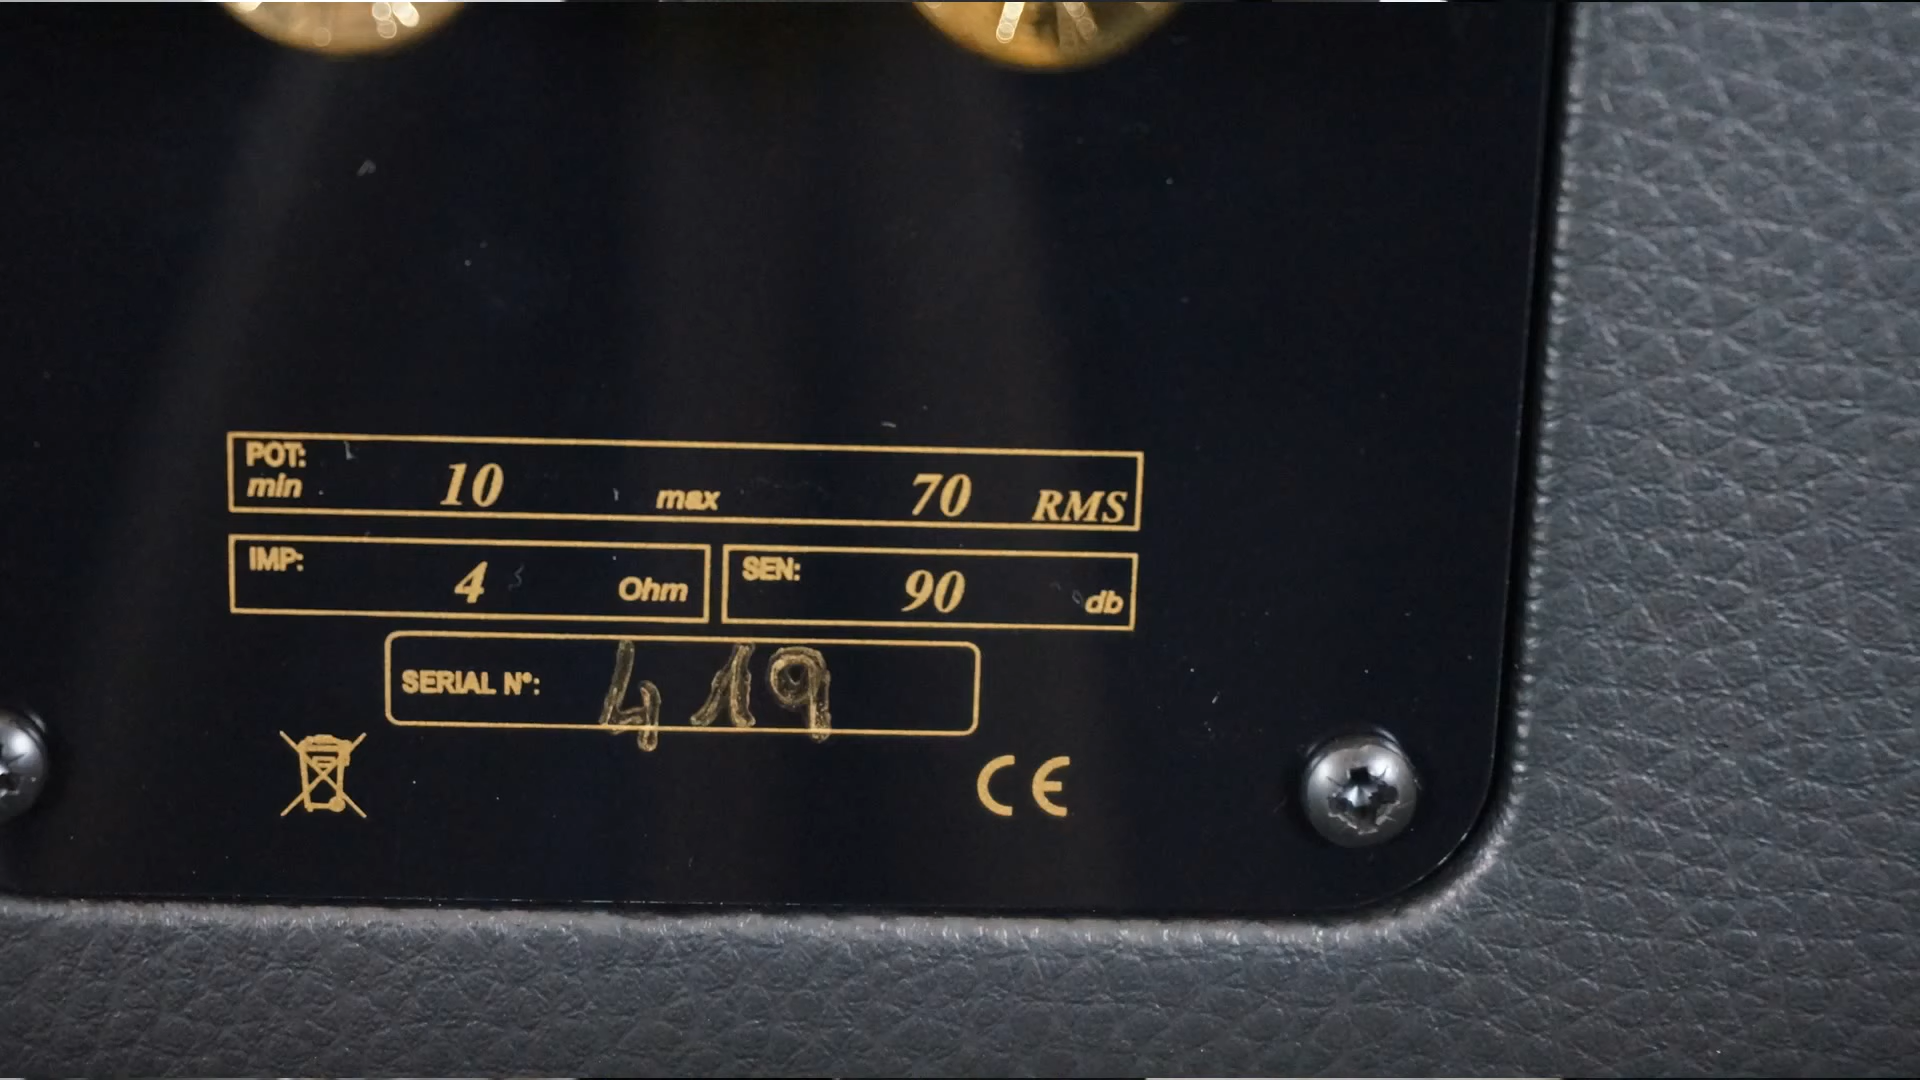 POT:
min 10 max 70 RMS
IMP: 4 Ohm SEN: 90 db
SERIAL N°: 419
CE